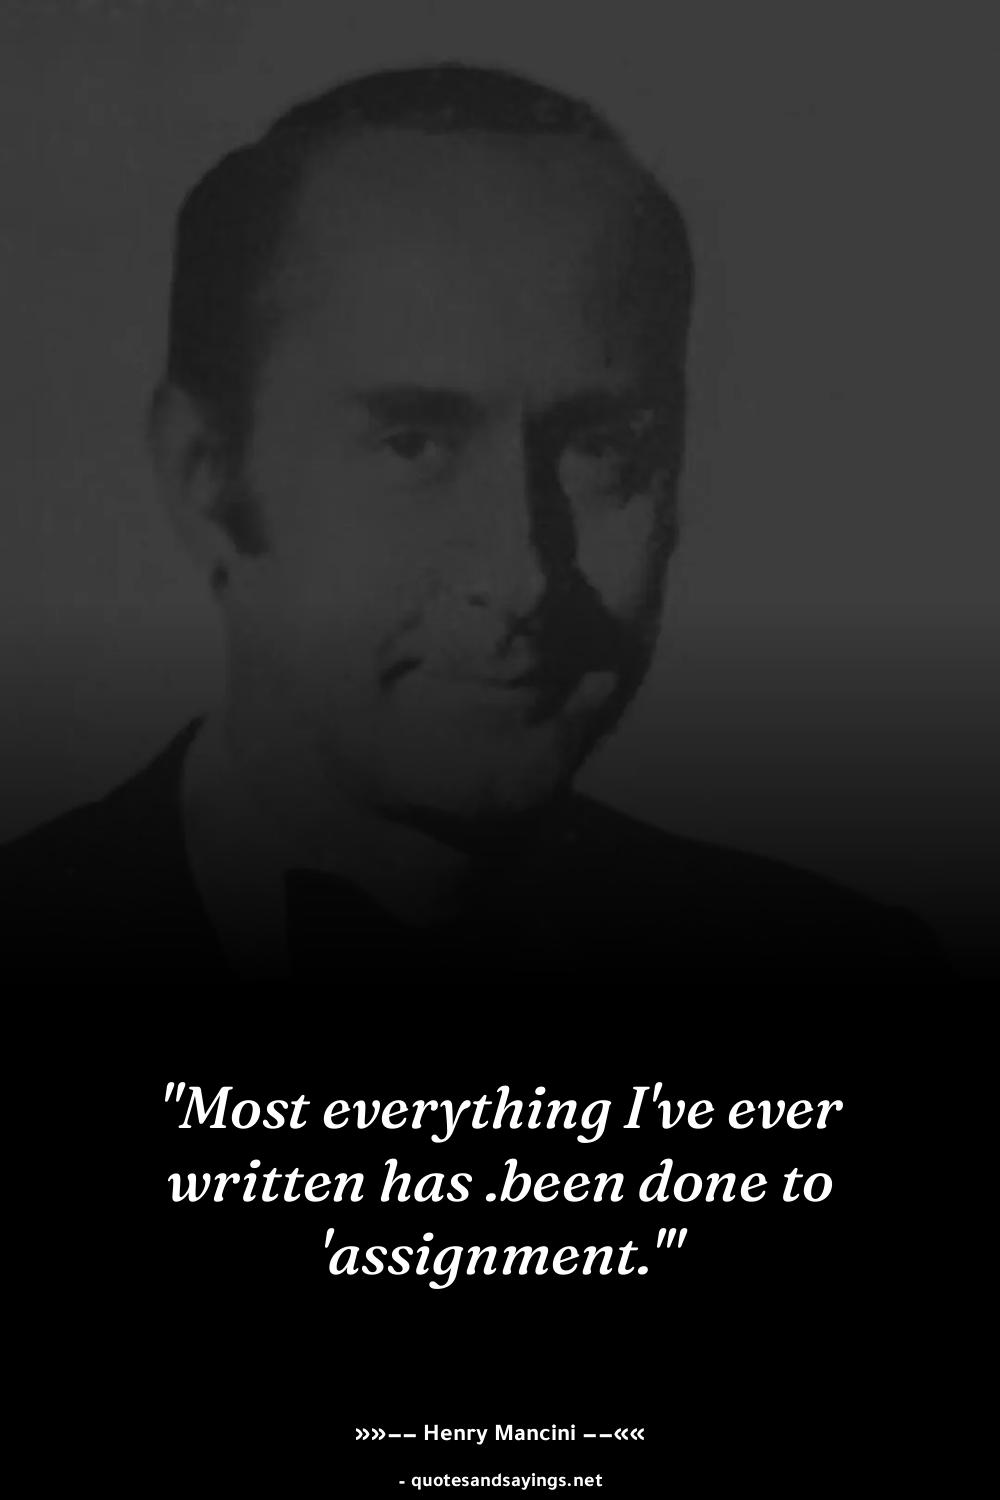 "Most everything I've ever
written has .been done to
'assignment.'"
»»–– Henry Mancini ––««
- quotesandsayings.net